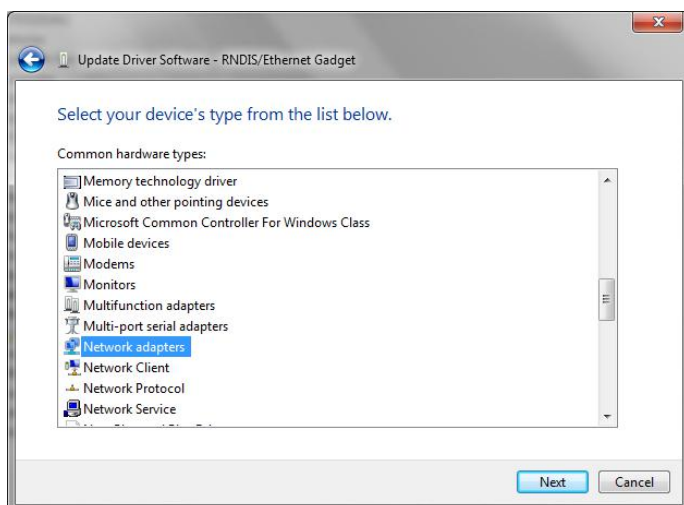 Update Driver Software - RNDIS/Ethernet Gadget
Select your device's type from the list below.
Common hardware types:
Memory technology driver
Mice and other pointing devices
Microsoft Common Controller For Windows Class
Mobile devices
Modems
Monitors
Multifunction adapters
Multi-port serial adapters
Network adapters
Network Client
Network Protocol
Network Service
Next Cancel